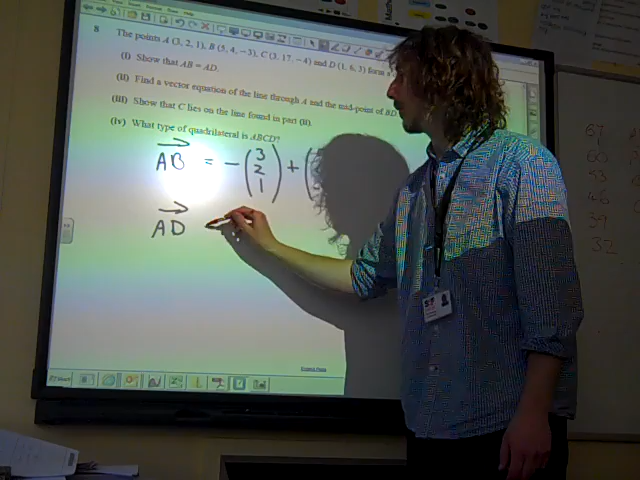 8 The points A (3, 2, 1), B (5, 4, −3), C (3, 17, −4) and D (1, 6, 3) form a
(i) Show that AB = AD.
(ii) Find a vector equation of the line through A and the mid-point of BD
(iii) Show that C lies on the line found in part (ii).
(iv) What type of quadrilateral is ABCD?
AB = − (3 2 1) + (
AD
67
60
53
46
39
32